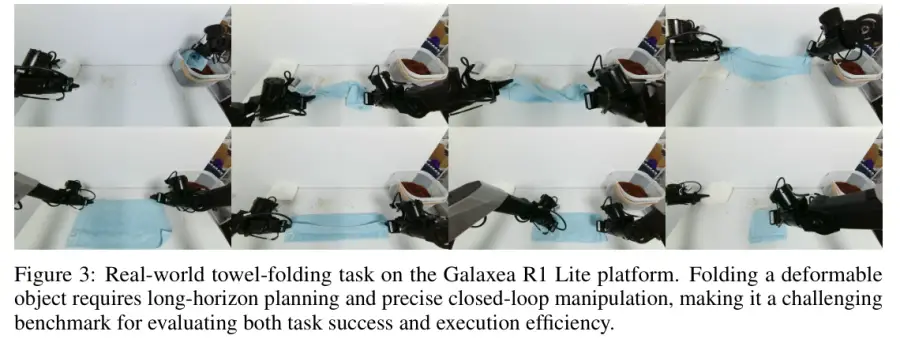 Figure 3: Real-world towel-folding task on the Galaxea R1 Lite platform. Folding a deformable
object requires long-horizon planning and precise closed-loop manipulation, making it a challenging
benchmark for evaluating both task success and execution efficiency.